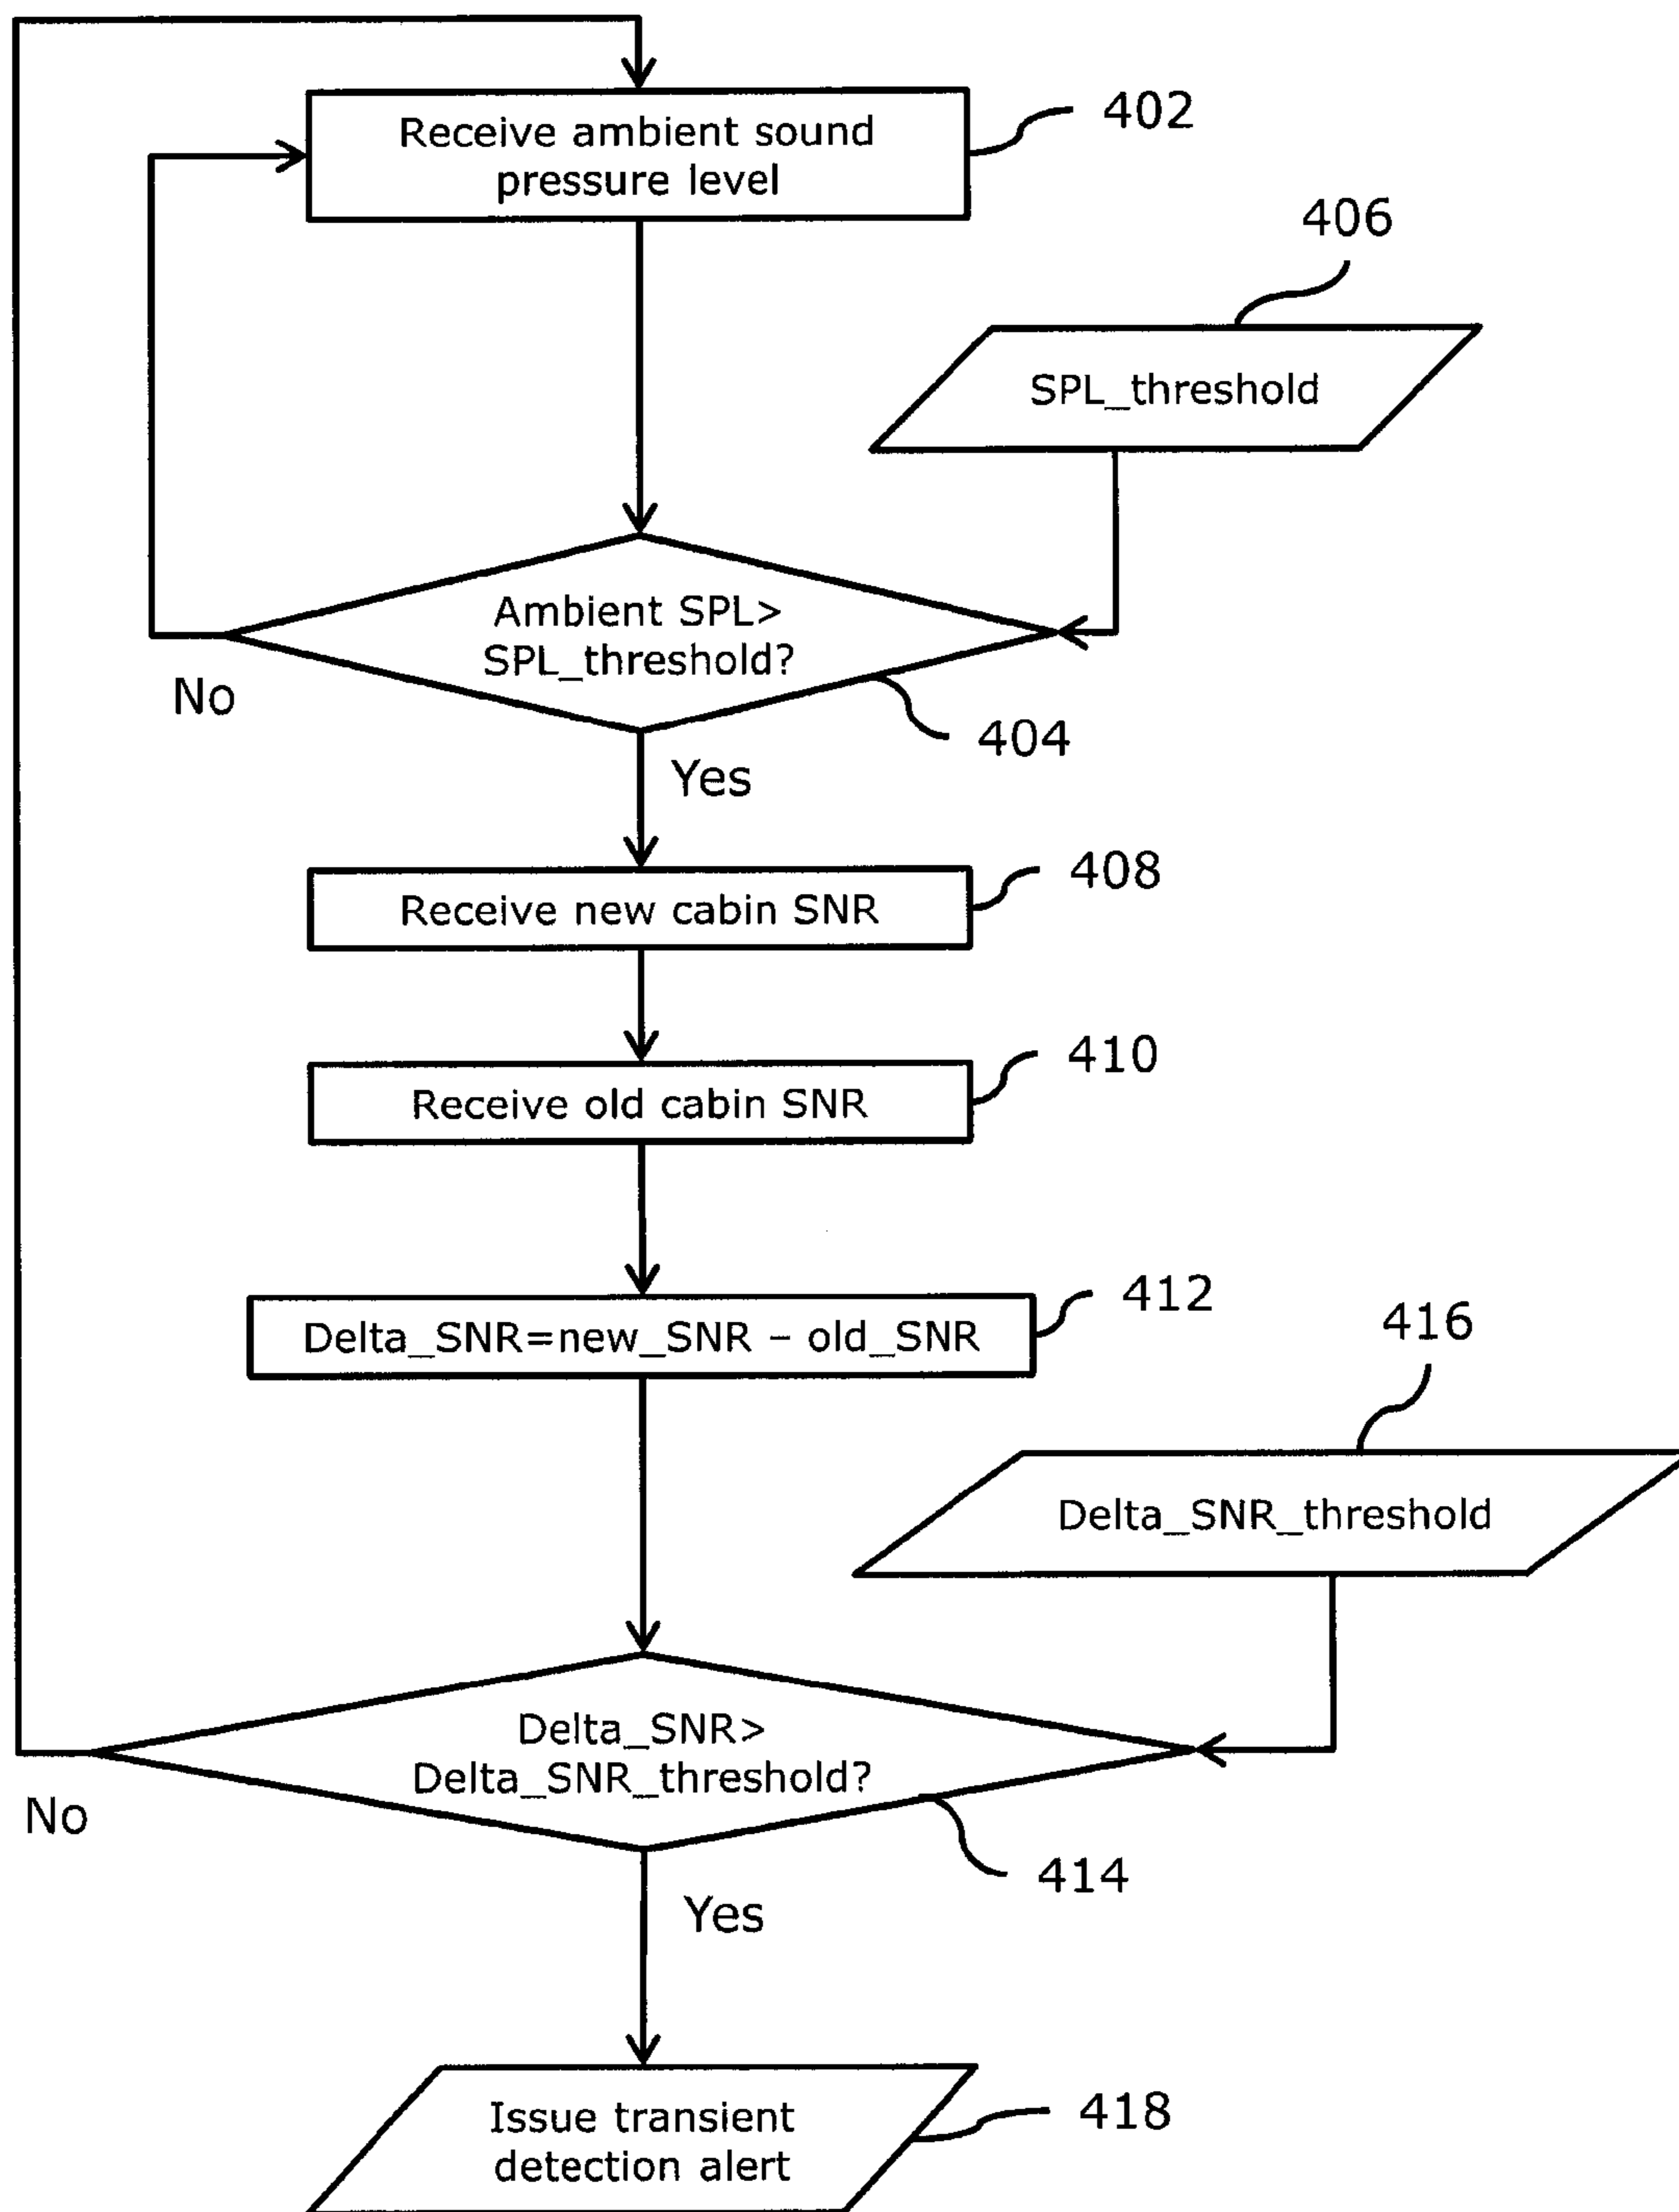 Receive ambient sound
pressure level
402
406
SPL_threshold
Ambient SPL>
SPL_threshold?
No
404
Yes
408
Receive new cabin SNR
410
Receive old cabin SNR
412
Delta_SNR=new_SNR – old_SNR
416
Delta_SNR_threshold
Delta_SNR>
Delta_SNR_threshold?
No
414
Yes
Issue transient
detection alert
418